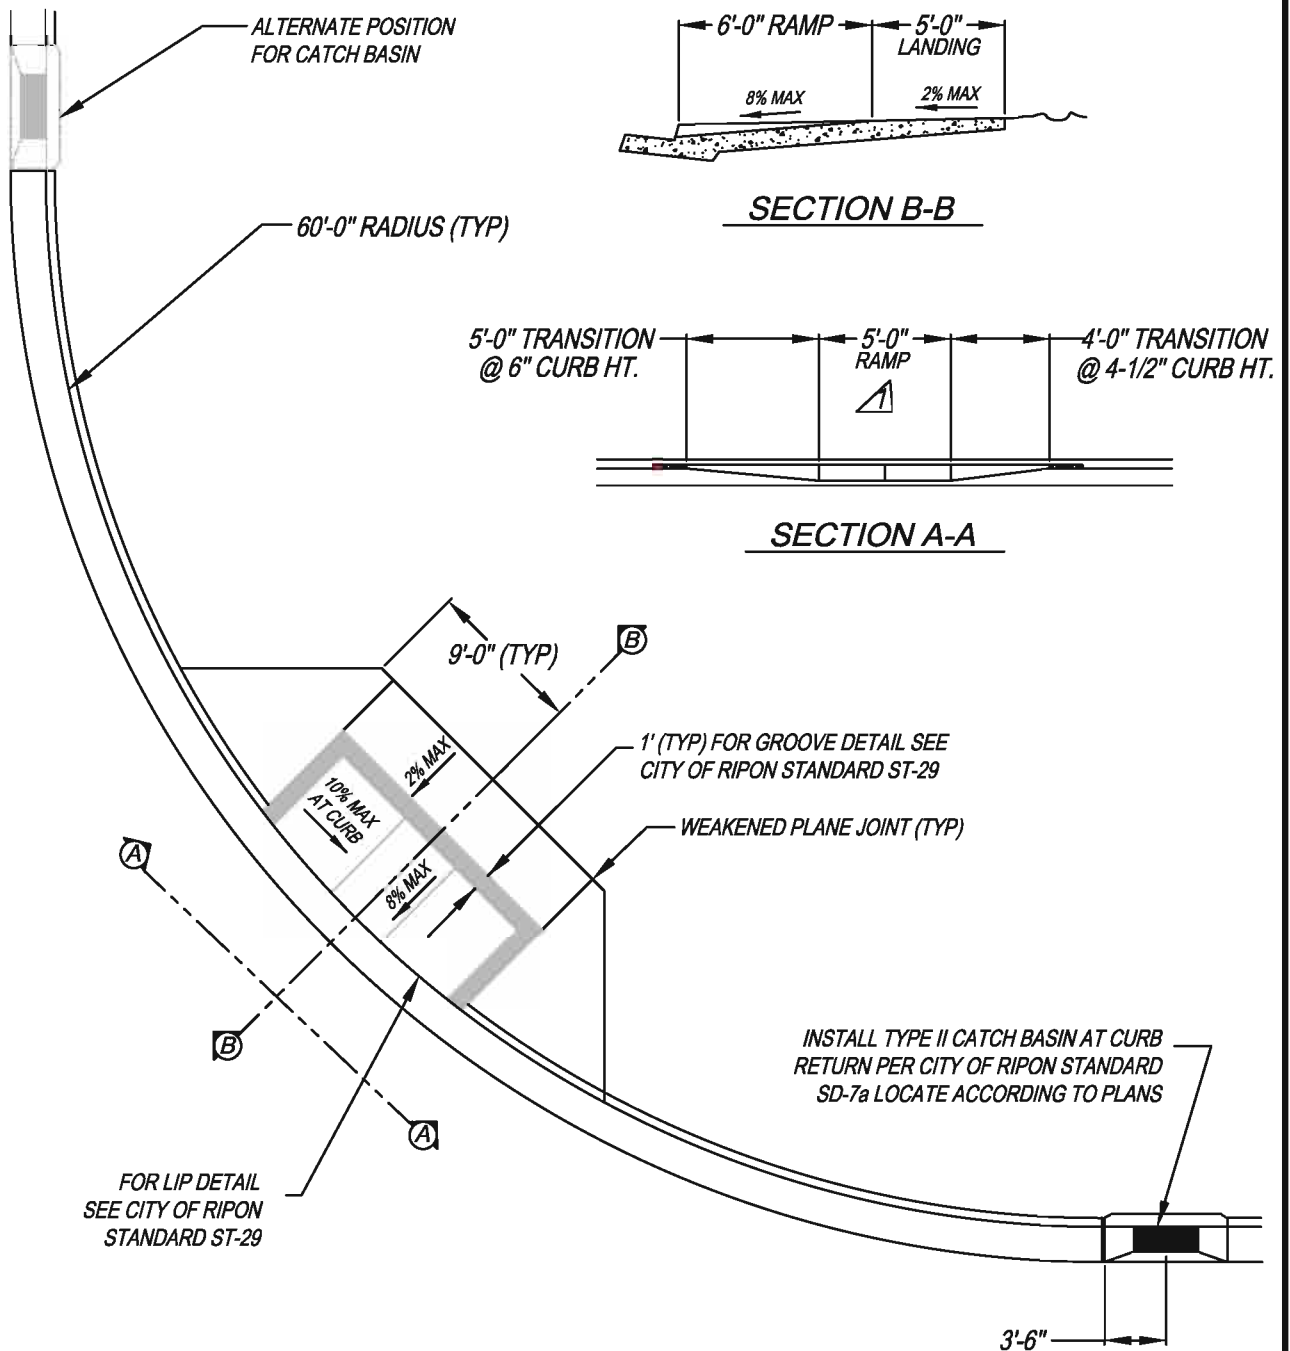 ALTERNATE POSITION
FOR CATCH BASIN
6'-0" RAMP
5'-0"
LANDING
8% MAX
2% MAX
SECTION B-B
60'-0" RADIUS (TYP)
5'-0" TRANSITION
@ 6" CURB HT.
5'-0"
RAMP
1
4'-0" TRANSITION
@ 4-1/2" CURB HT.
SECTION A-A
9'-0" (TYP)
B
2% MAX
10% MAX
AT CURB
8% MAX
1' (TYP) FOR GROOVE DETAIL SEE
CITY OF RIPON STANDARD ST-29
WEAKENED PLANE JOINT (TYP)
A
B
A
INSTALL TYPE II CATCH BASIN AT CURB
RETURN PER CITY OF RIPON STANDARD
SD-7a LOCATE ACCORDING TO PLANS
FOR LIP DETAIL
SEE CITY OF RIPON
STANDARD ST-29
3'-6"